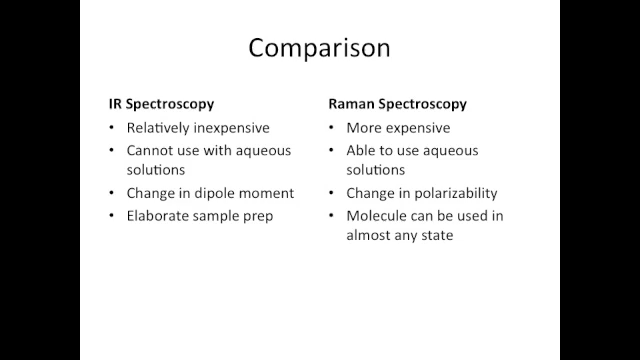 Comparison
IR Spectroscopy
• Relatively inexpensive
• Cannot use with aqueous
solutions
• Change in dipole moment
• Elaborate sample prep
Raman Spectroscopy
• More expensive
• Able to use aqueous
solutions
• Change in polarizability
• Molecule can be used in
almost any state